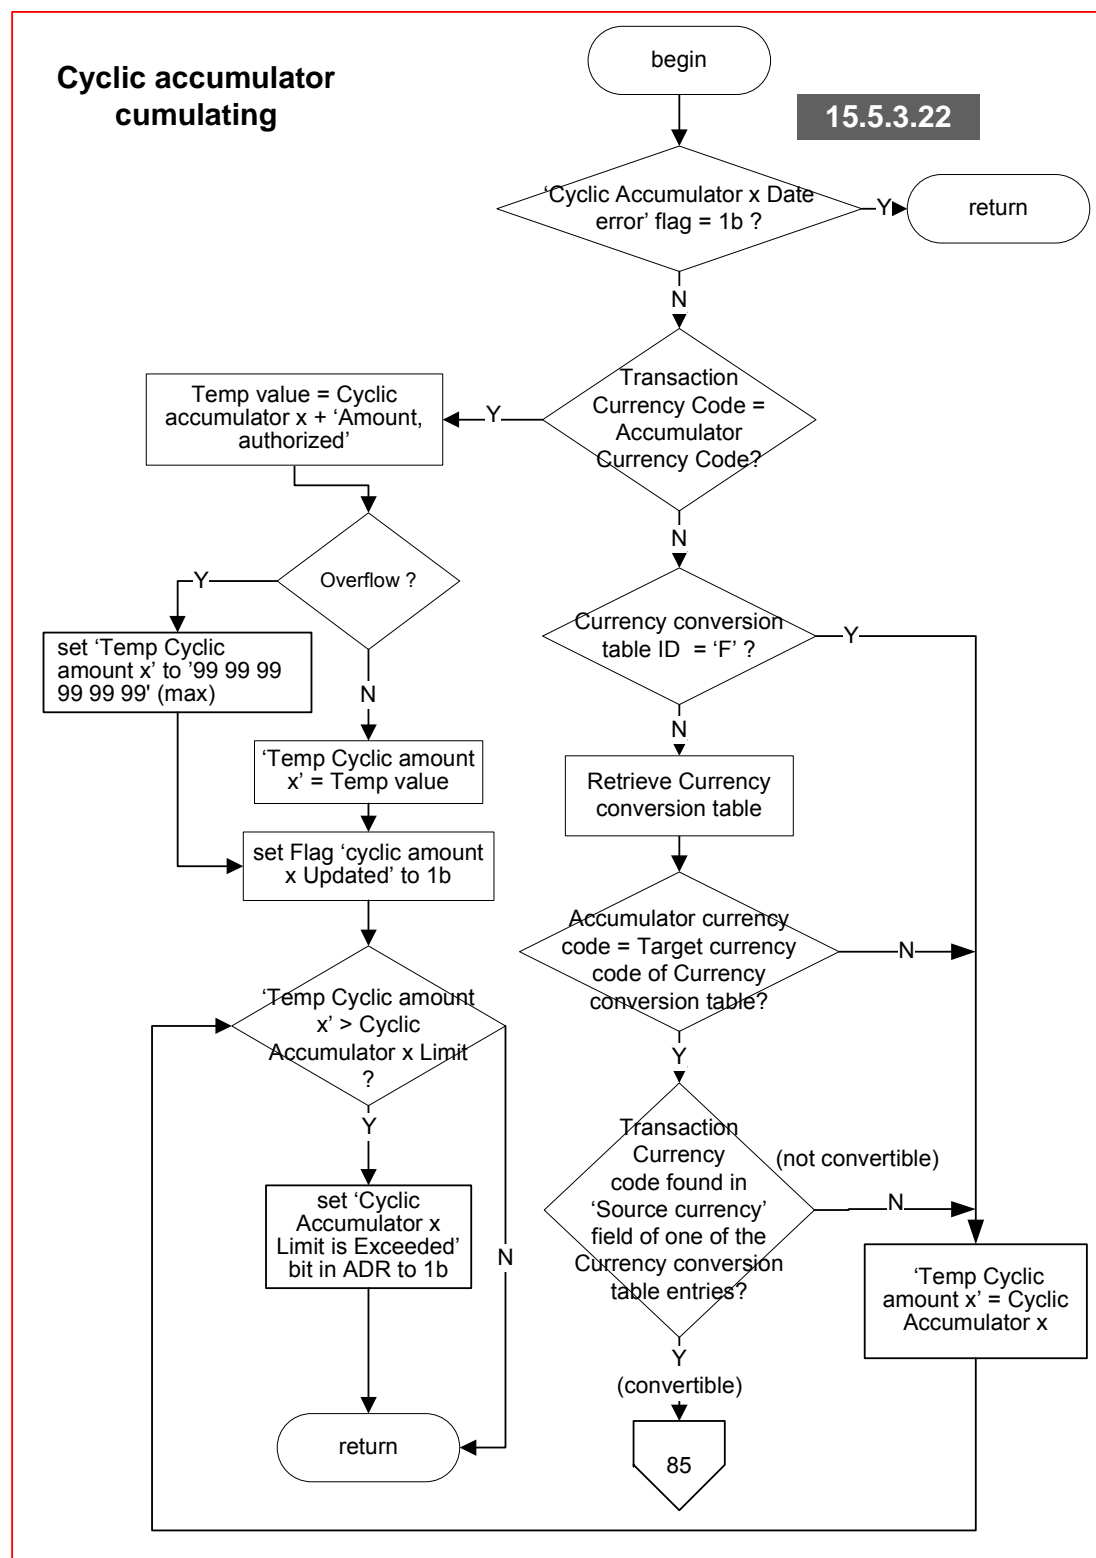 Cyclic accumulator
cumulating
begin
15.5.3.22
‘Cyclic Accumulator x Date
error’ flag = 1b ?
Y
return
N
Transaction
Currency Code =
Accumulator
Currency Code?
Y
Temp value = Cyclic
accumulator x + ‘Amount,
authorized’
N
Overflow ?
Y
set ‘Temp Cyclic
amount x’ to '99 99 99
99 99 99' (max)
N
‘Temp Cyclic amount
x’ = Temp value
set Flag ‘cyclic amount
x Updated’ to 1b
‘Temp Cyclic amount
x’ > Cyclic
Accumulator x Limit
?
Y
set ‘Cyclic
Accumulator x
Limit is Exceeded’
bit in ADR to 1b
N
return
Currency conversion
table ID  = ‘F’ ?
Y
N
Retrieve Currency
conversion table
Accumulator currency
code = Target currency
code of Currency
conversion table?
N
Y
Transaction
Currency
code found in
‘Source currency’
field of one of the
Currency conversion
table entries?
(not convertible)
N
Y
(convertible)
85
‘Temp Cyclic
amount x’ = Cyclic
Accumulator x